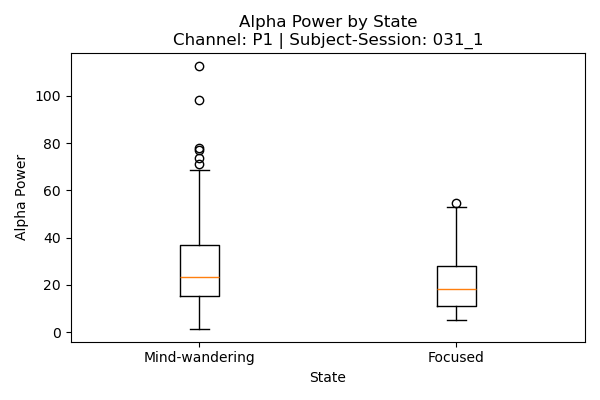 Alpha Power by State
Channel: P1 | Subject-Session: 031_1
Alpha Power
100
80
60
40
20
0
Mind-wandering
Focused
State